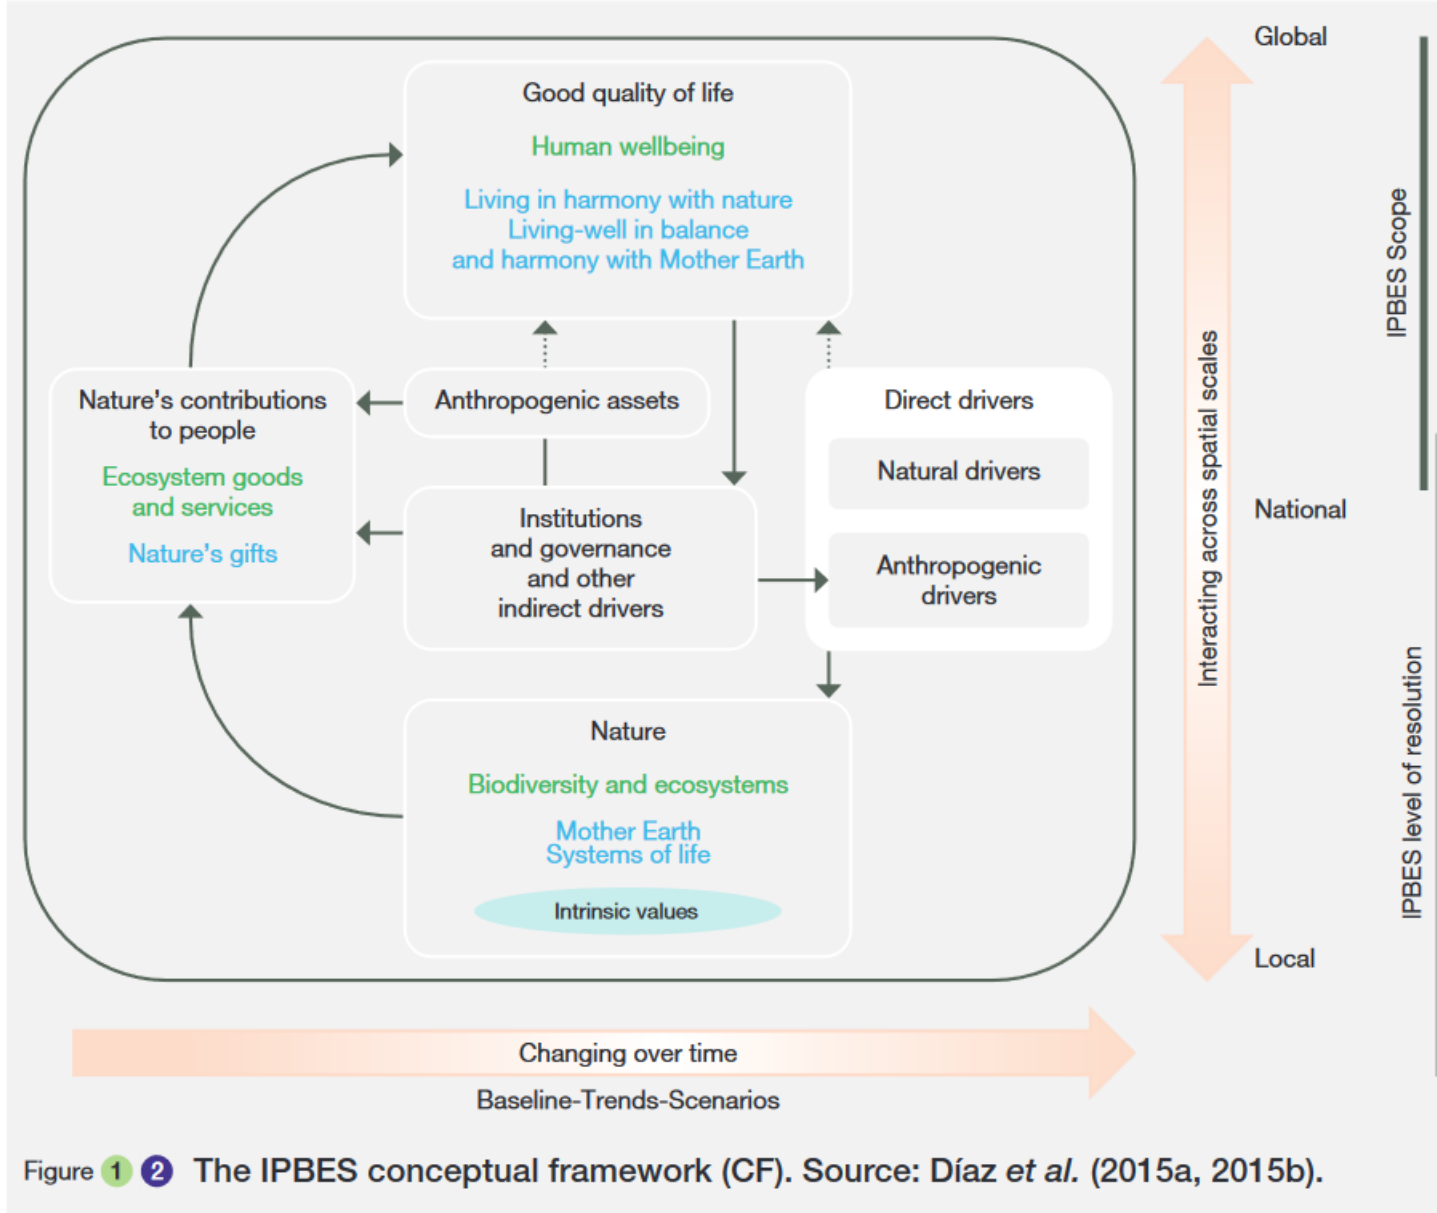 Good quality of life
Human wellbeing
Living in harmony with nature
Living-well in balance
and harmony with Mother Earth
Nature's contributions
to people
Ecosystem goods
and services
Nature's gifts
Anthropogenic assets
Institutions
and governance
and other
indirect drivers
Direct drivers
Natural drivers
Anthropogenic
drivers
Nature
Biodiversity and ecosystems
Mother Earth
Systems of life
Intrinsic values
Changing over time
Baseline-Trends-Scenarios
Interacting across spatial scales
Global
National
Local
IPBES Scope
IPBES level of resolution
Figure 1 2 The IPBES conceptual framework (CF). Source: Díaz et al. (2015a, 2015b).